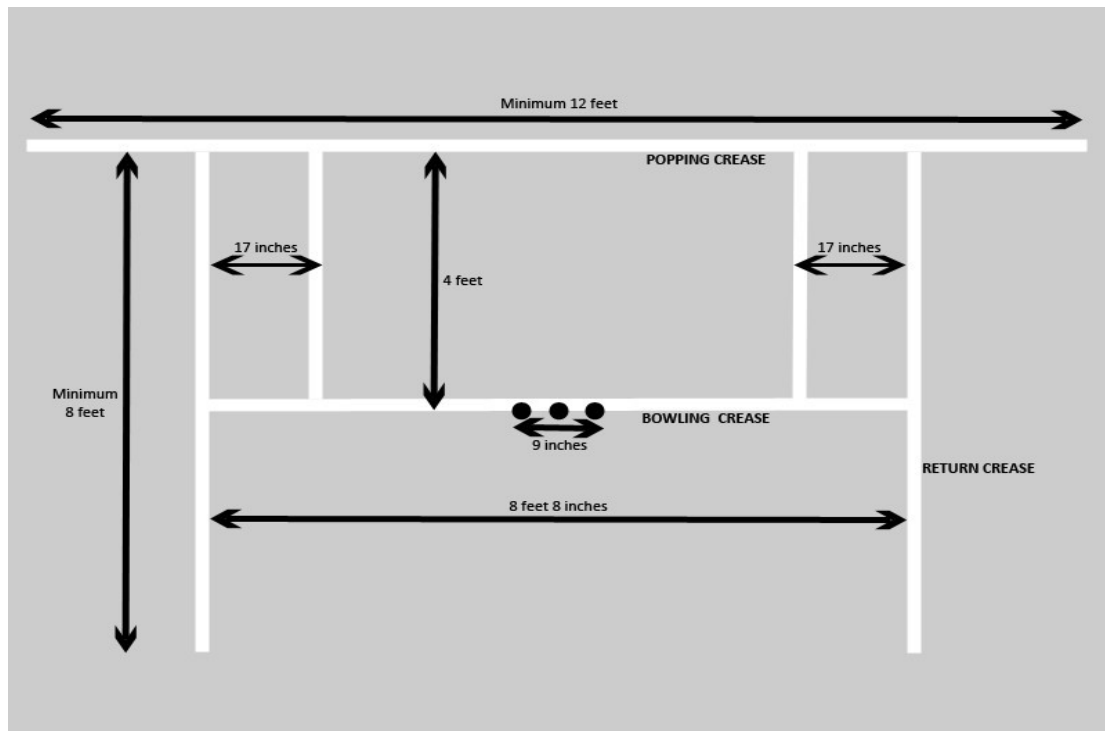 Minimum 12 feet
POPPING CREASE
17 inches
17 inches
4 feet
Minimum
8 feet
BOWLING CREASE
9 inches
RETURN CREASE
8 feet 8 inches